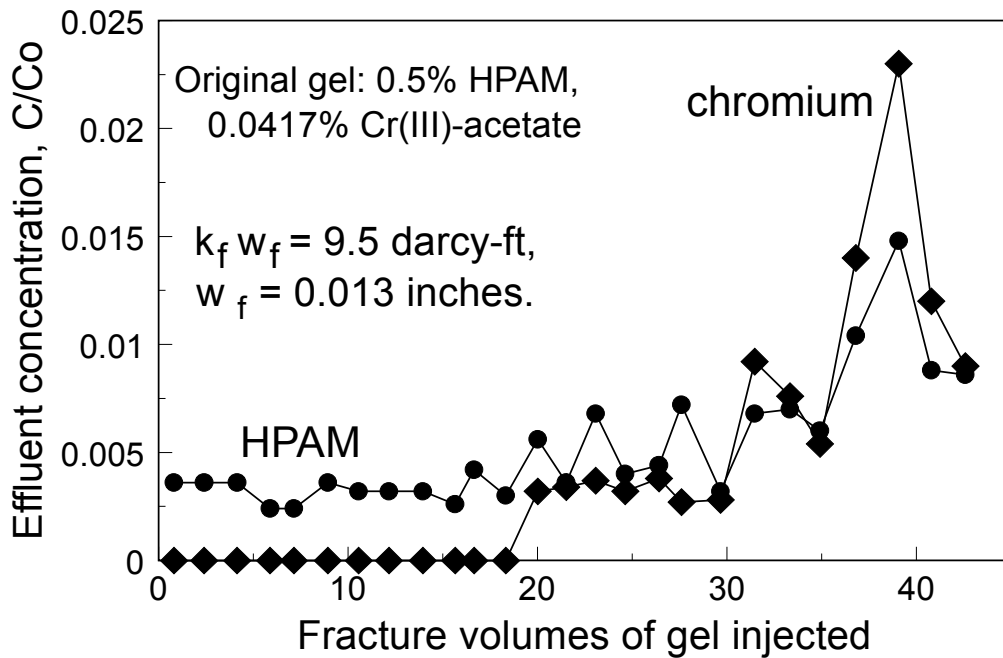 0.025
0.02
0.015
0.01
0.005
0
Effluent concentration, C/Co
Original gel: 0.5% HPAM,
0.0417% Cr(III)-acetate
chromium
k f w f = 9.5 darcy-ft,
w f = 0.013 inches.
HPAM
0 10 20 30 40
Fracture volumes of gel injected